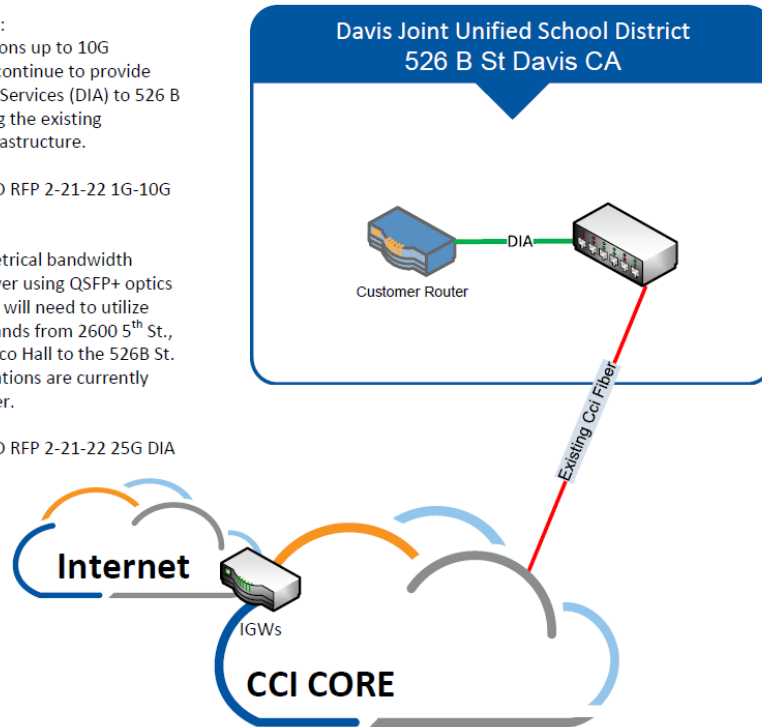 :
ons up to 10G
continue to provide
Services (DIA) to 526 B
g the existing
astructure.
D RFP 2-21-22 1G-10G
etrical bandwidth
ver using QSFP+ optics
will need to utilize
ands from 2600 5th St.,
co Hall to the 526B St.
ations are currently
er.
D RFP 2-21-22 25G DIA
Davis Joint Unified School District
526 B St Davis CA
DIA
Customer Router
Existing Cci Fiber
Internet
IGWs
CCI CORE